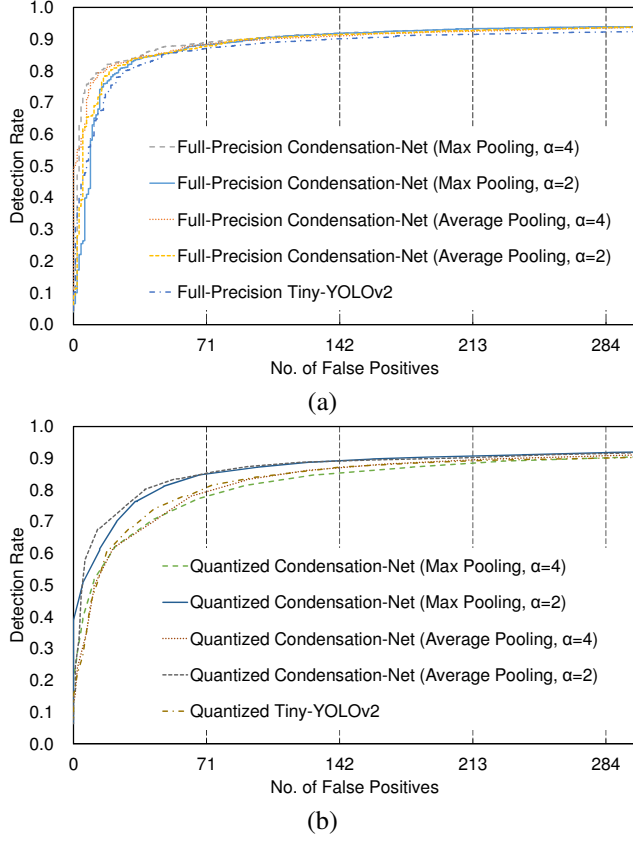 1.0
0.9
0.8
0.7
0.6
0.5
0.4
0.3
0.2
0.1
0.0
Detection Rate
Full-Precision Condensation-Net (Max Pooling, α=4)
Full-Precision Condensation-Net (Max Pooling, α=2)
Full-Precision Condensation-Net (Average Pooling, α=4)
Full-Precision Condensation-Net (Average Pooling, α=2)
Full-Precision Tiny-YOLOv2
0 71 142 213 284
No. of False Positives
(a)
1.0
0.9
0.8
0.7
0.6
0.5
0.4
0.3
0.2
0.1
0.0
Detection Rate
Quantized Condensation-Net (Max Pooling, α=4)
Quantized Condensation-Net (Max Pooling, α=2)
Quantized Condensation-Net (Average Pooling, α=4)
Quantized Condensation-Net (Average Pooling, α=2)
Quantized Tiny-YOLOv2
0 71 142 213 284
No. of False Positives
(b)